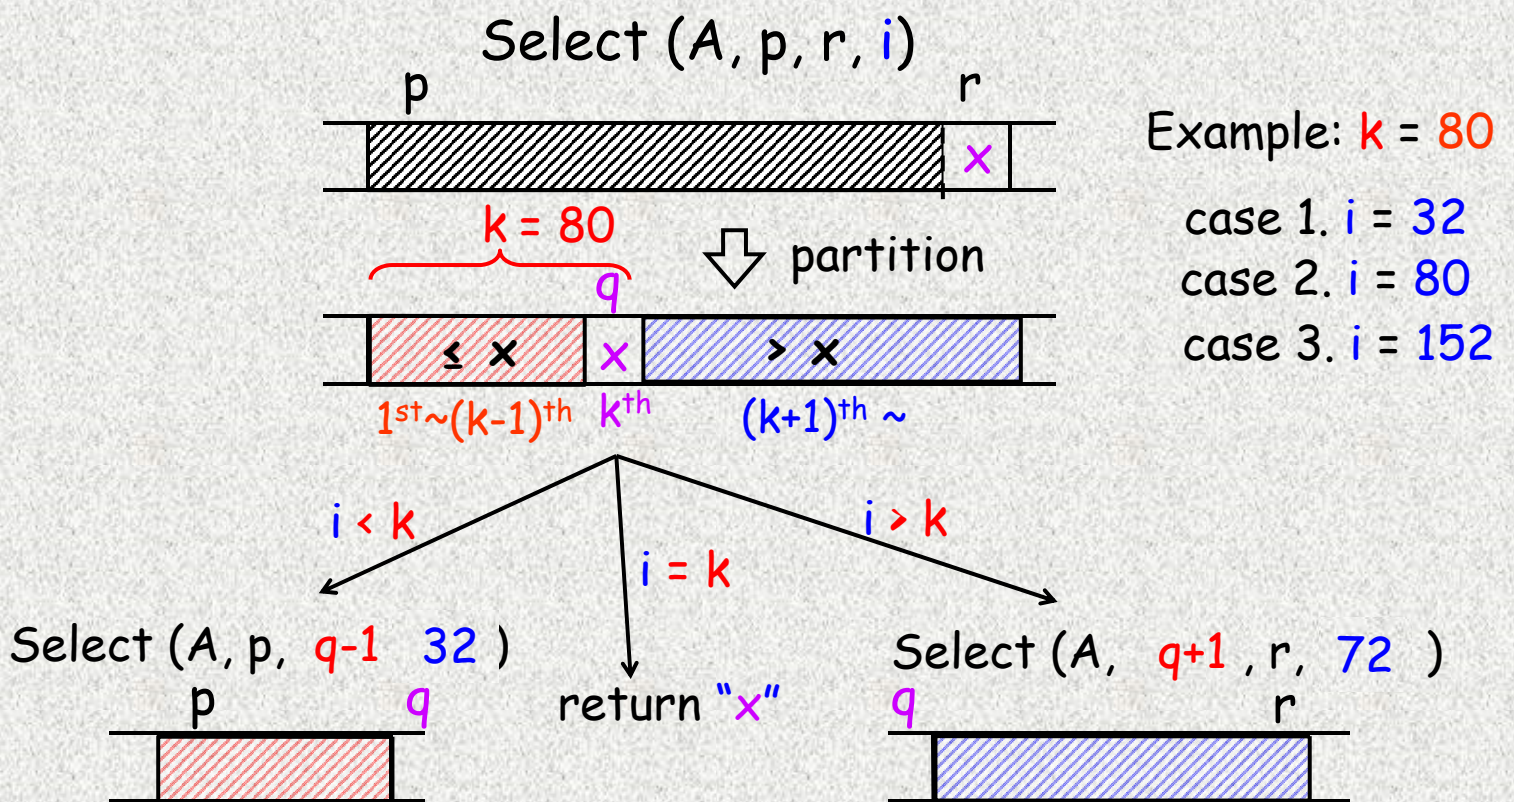 Select (A, p, r, i)
p r
x
Example: k = 80
case 1. i = 32
case 2. i = 80
case 3. i = 152
k = 80
partition
q
≤ x x > x
1st~(k-1)th kth (k+1)th ~
i < k
i = k
i > k
Select (A, p, q-1 32 )
p q
return “x”
Select (A, q+1 , r, 72 )
q r